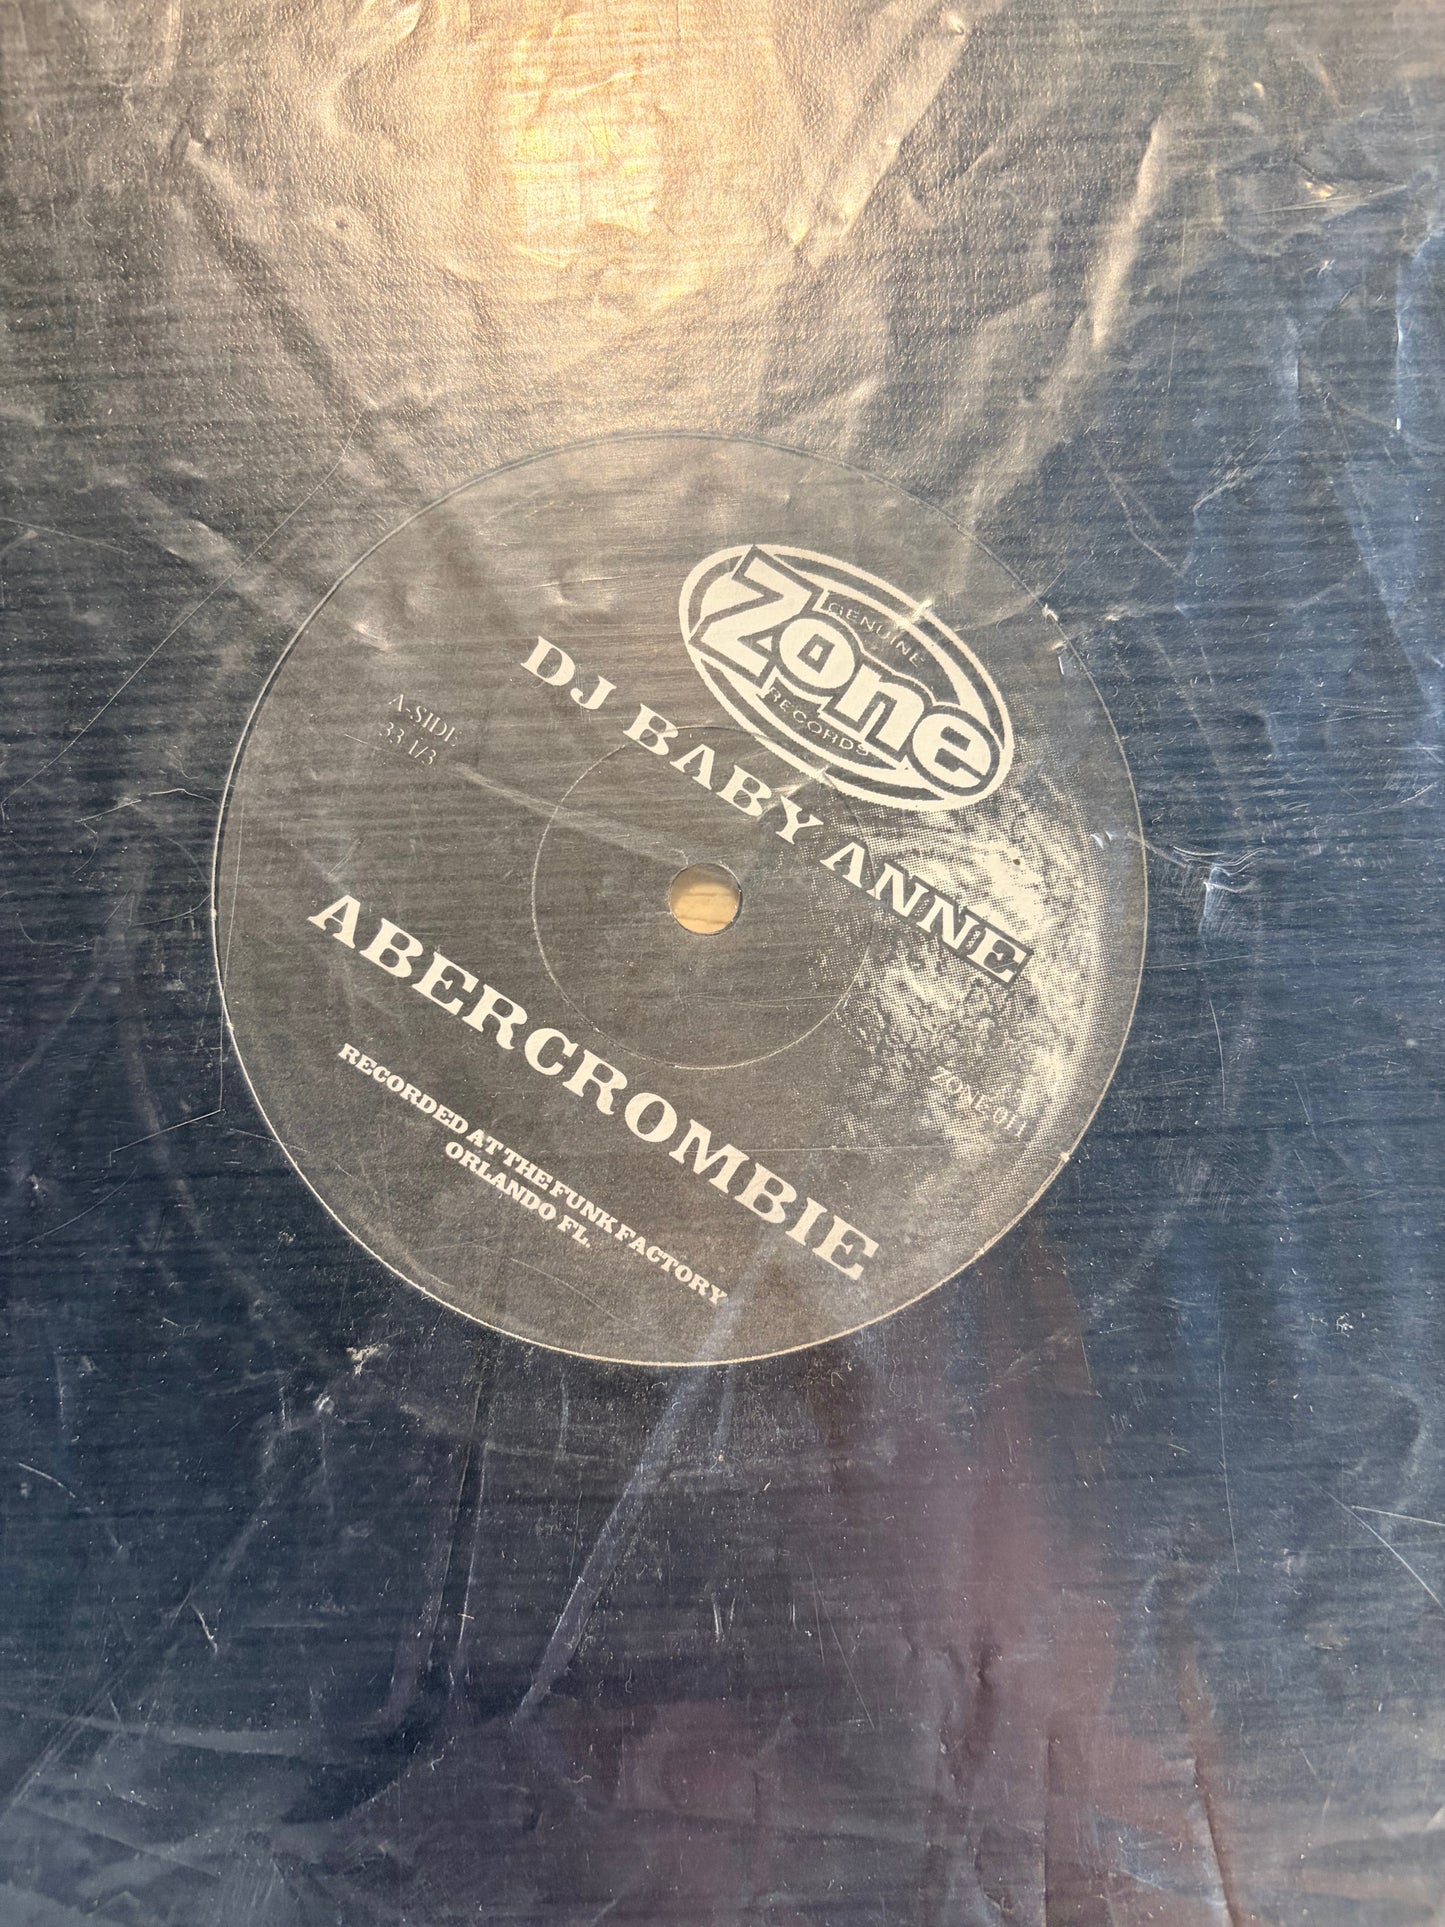 GENUINE
Zone
RECORDS
DJ BABY ANNE
A-SIDE
33 1/3
ZONE-011
ABERCROMBIE
RECORDED AT THE FUNK FACTORY
ORLANDO FL.